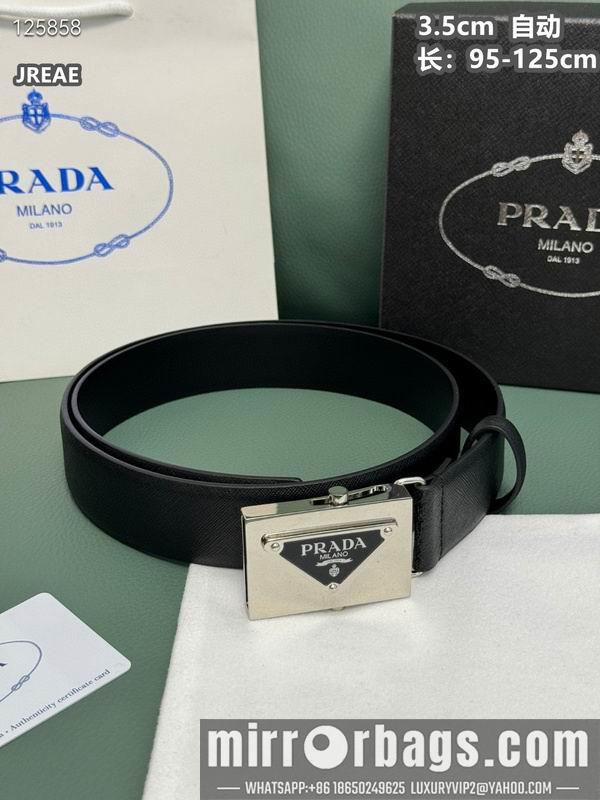 125858
JREAE
3.5cm 自动
长：95-125cm
RADA
MILANO
DAL 1913
PRADA
MILANO
DAL 1913
PRADA
MILANO
Authenticity certificate card
mirrorbags.com
WHATSAPP:+86 18650249625 LUXURYVIP2@YAHOO.COM